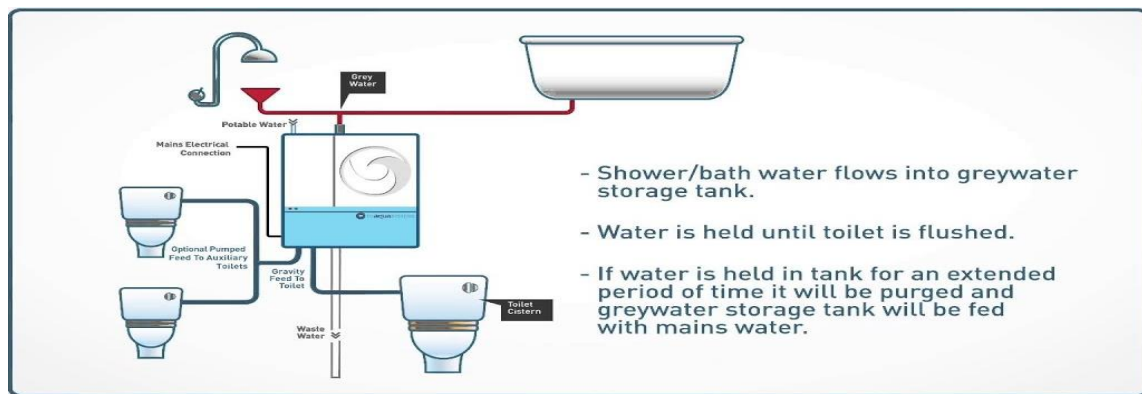 Grey
Water
Potable Water
Mains Electrical
Connection
Optional Pumped
Feed To Auxiliary
Toilets
Gravity
Feed To
Toilet
Toilet
Cistern
Waste
Water
- Shower/bath water flows into greywater
storage tank.
- Water is held until toilet is flushed.
- If water is held in tank for an extended
period of time it will be purged and
greywater storage tank will be fed
with mains water.